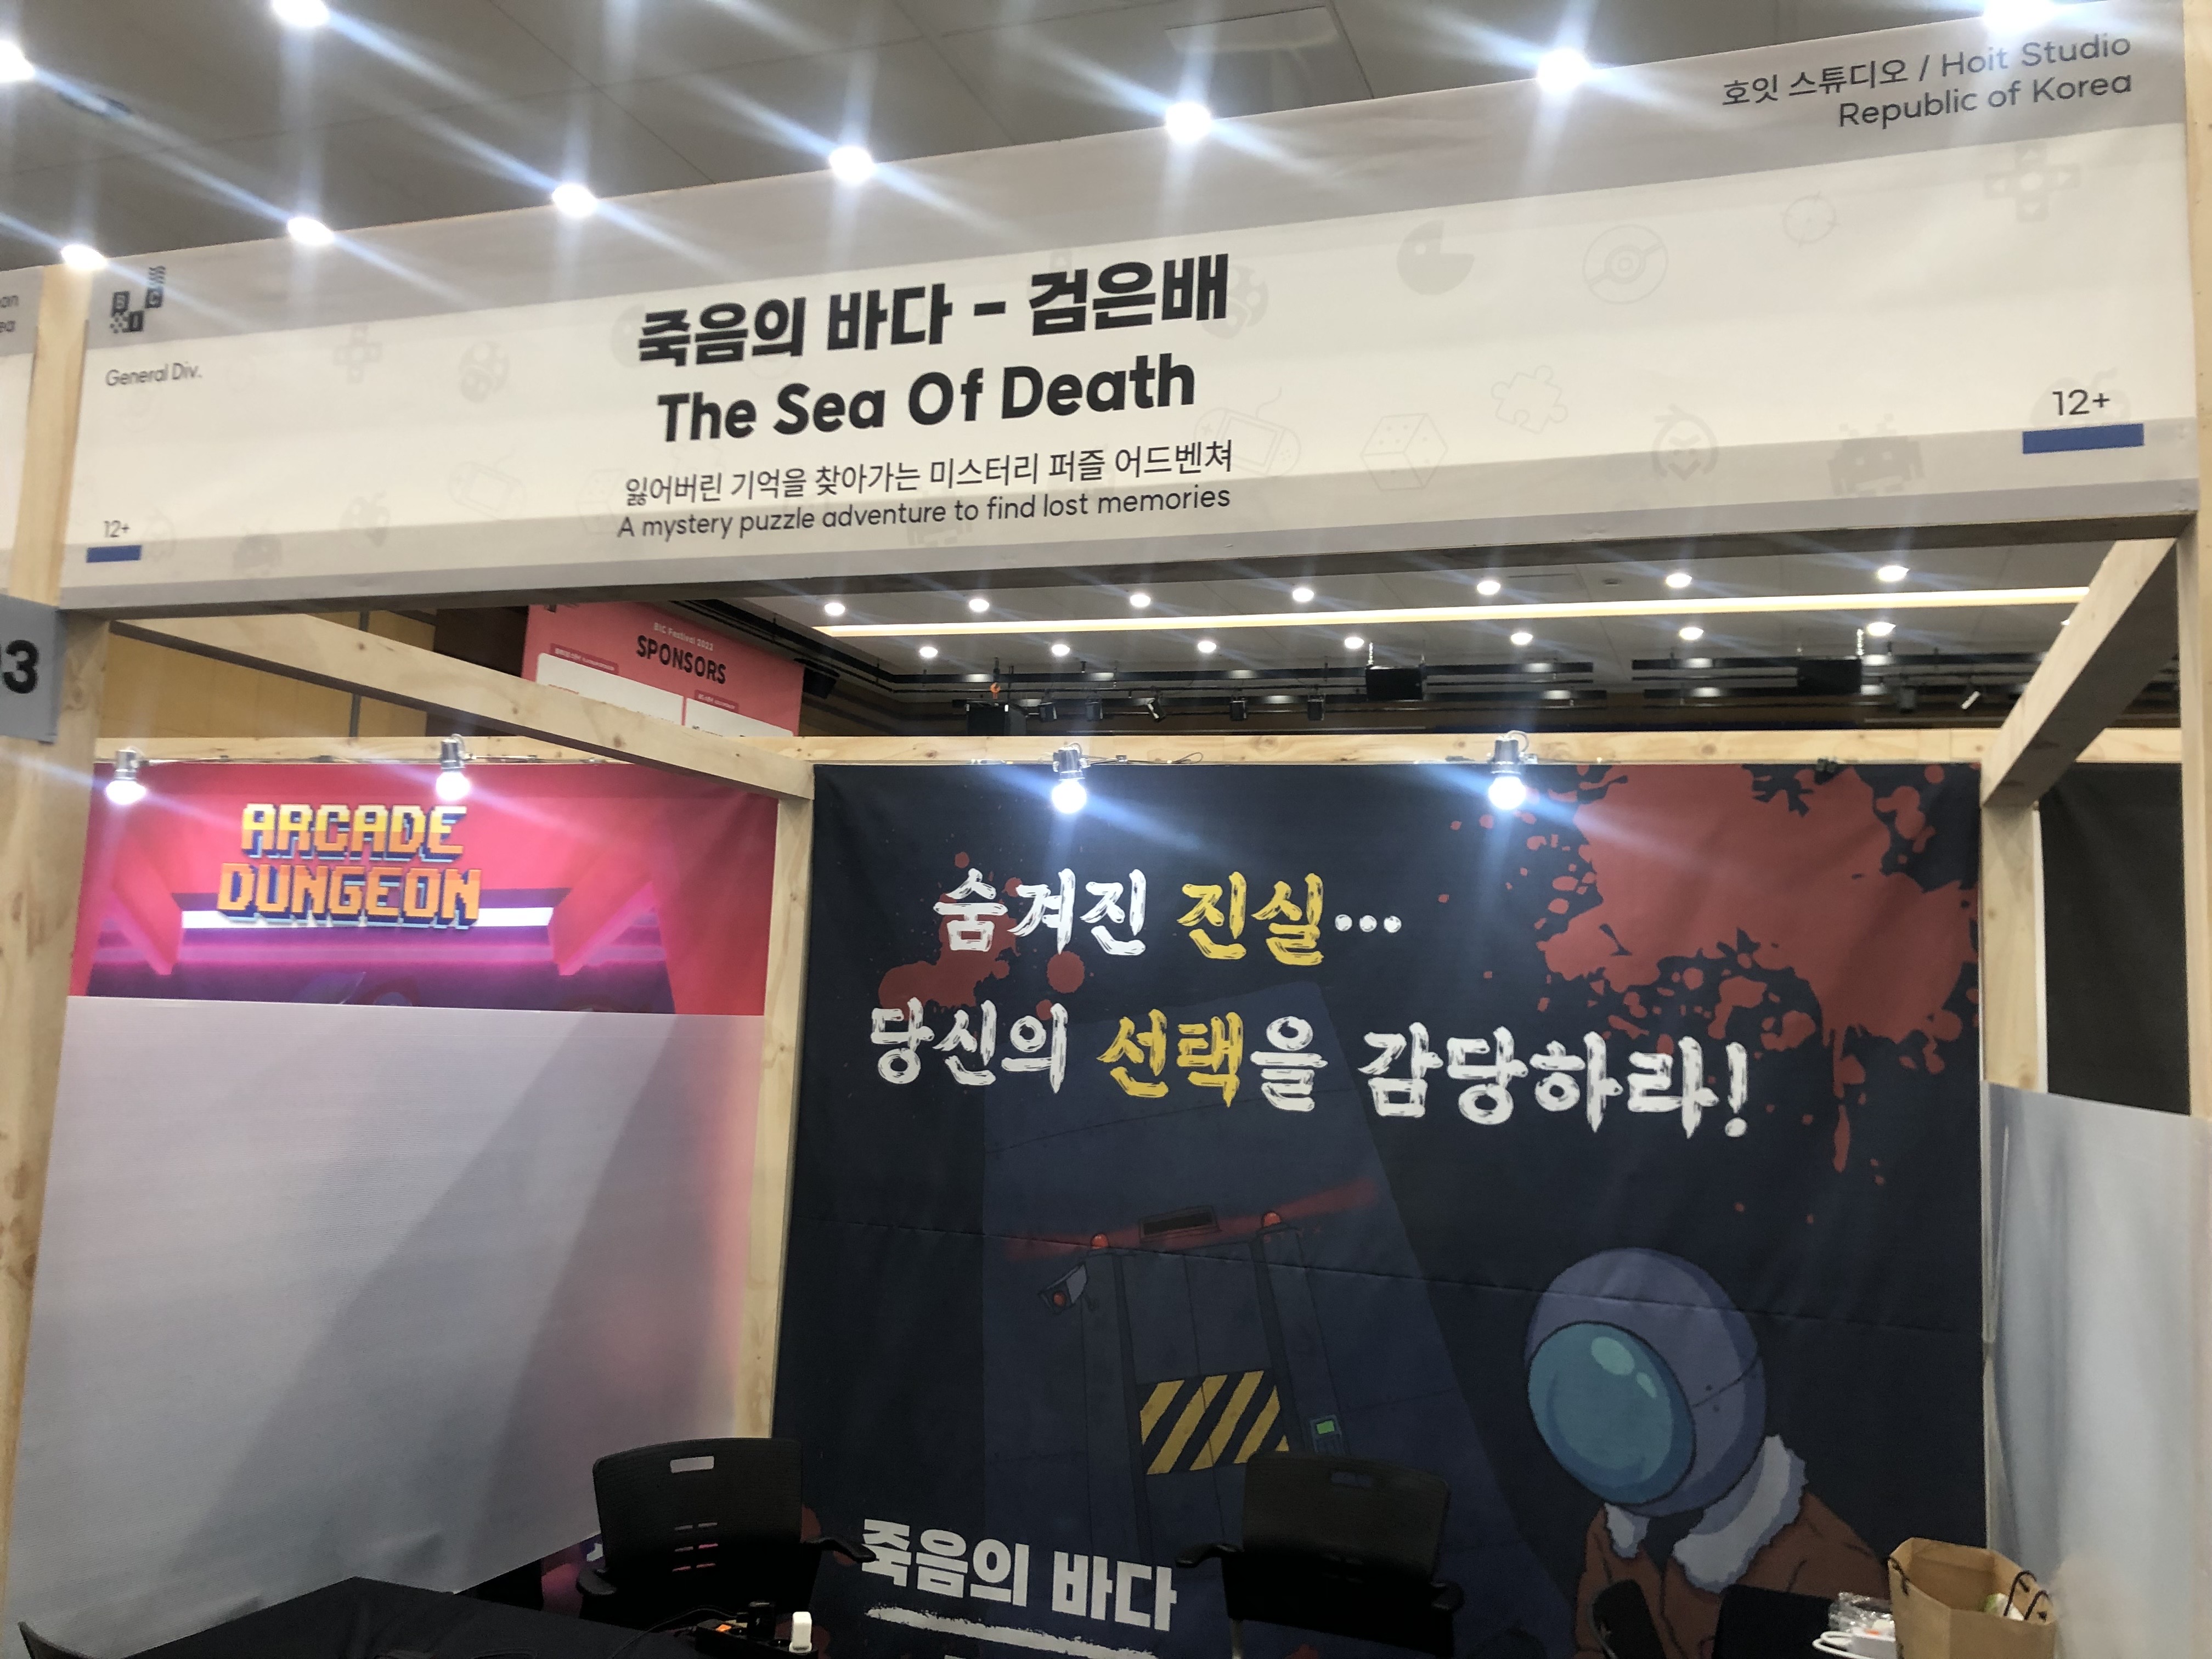 호잇 스튜디오 / Hoit Studio
Republic of Korea
BIC
General Div.
죽음의 바다 - 검은배
The Sea Of Death
잃어버린 기억을 찾아가는 미스터리 퍼즐 어드벤쳐
A mystery puzzle adventure to find lost memories
12+
12+
BIC Festival 2022
SPONSORS
ARCADE
DUNGEON
숨겨진 진실...
당신의 선택을 감당하라!
죽음의 바다